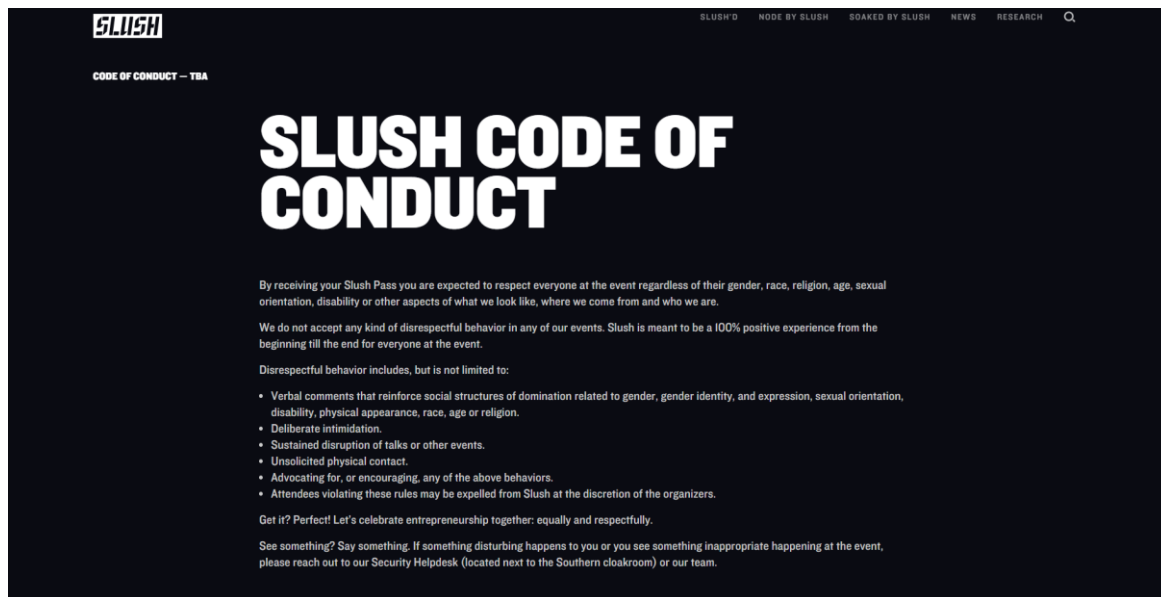 SLUSH
SLUSH'D NODE BY SLUSH SOAKED BY SLUSH NEWS RESEARCH
CODE OF CONDUCT — TBA
SLUSH CODE OF
CONDUCT
By receiving your Slush Pass you are expected to respect everyone at the event regardless of their gender, race, religion, age, sexual
orientation, disability or other aspects of what we look like, where we come from and who we are.
We do not accept any kind of disrespectful behavior in any of our events. Slush is meant to be a 100% positive experience from the
beginning till the end for everyone at the event.
Disrespectful behavior includes, but is not limited to:
• Verbal comments that reinforce social structures of domination related to gender, gender identity, and expression, sexual orientation,
disability, physical appearance, race, age or religion.
• Deliberate intimidation.
• Sustained disruption of talks or other events.
• Unsolicited physical contact.
• Advocating for, or encouraging, any of the above behaviors.
• Attendees violating these rules may be expelled from Slush at the discretion of the organizers.
Get it? Perfect! Let's celebrate entrepreneurship together: equally and respectfully.
See something? Say something. If something disturbing happens to you or you see something inappropriate happening at the event,
please reach out to our Security Helpdesk (located next to the Southern cloakroom) or our team.